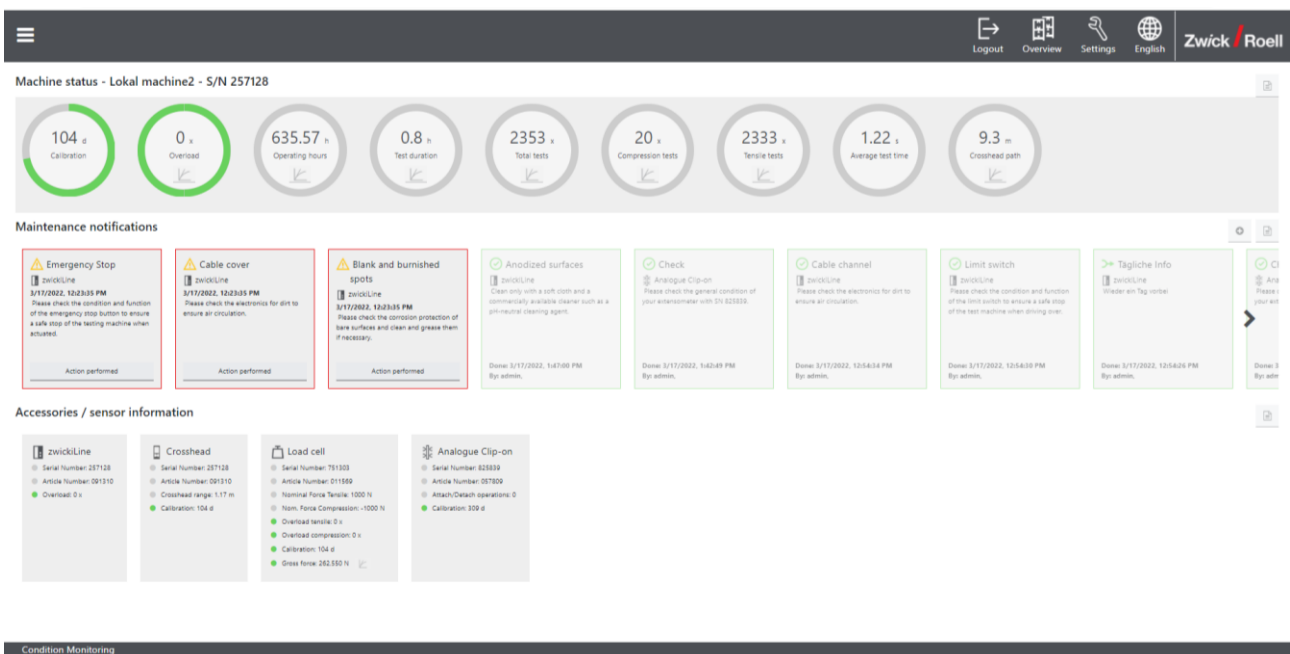 Logout Overview Settings English Zwick Roell
Machine status - Lokal machine2 - S/N 257128
104 d
Calibration
0 x
Overload
635.57 h
Operating hours
0.8 h
Test duration
2353 x
Total tests
20 x
Compression tests
2333 x
Tensile tests
1.22 s
Average test time
9.3 m
Crosshead path
Maintenance notifications
Emergency Stop
zwickiLine
3/17/2022, 12:23:35 PM
Please check the condition and function
of the emergency stop button to ensure
a safe stop of the testing machine when
actuated.
Action performed
Cable cover
zwickiLine
3/17/2022, 12:23:35 PM
Please check the electronics for dirt to
ensure air circulation.
Action performed
Blank and burnished
spots
zwickiLine
3/17/2022, 12:23:35 PM
Please check the corrosion protection of
bare surfaces and clean and grease them
if necessary.
Action performed
Anodized surfaces
zwickiLine
Clean only with a soft cloth and a
commercially available cleaner such as a
pH-neutral cleaning agent.
Done: 3/17/2022, 1:47:00 PM
By: admin,
Check
Analogue Clip-on
Please check the general condition of
your extensometer with SN 825839.
Done: 3/17/2022, 1:42:49 PM
By: admin,
Cable channel
zwickiLine
Please check the electronics for dirt to
ensure air circulation.
Done: 3/17/2022, 12:54:34 PM
By: admin,
Limit switch
zwickiLine
Please check the condition and function
of the limit switch to ensure a safe stop
of the test machine when driving over.
Done: 3/17/2022, 12:54:30 PM
By: admin,
Tägliche Info
zwickiLine
Wieder ein Tag vorbei
Done: 3/17/2022, 12:54:26 PM
By: admin,
Accessories / sensor information
zwickiLine
Serial Number: 257128
Article Number: 091310
Overload: 0 x
Crosshead
Serial Number: 257128
Article Number: 091310
Crosshead range: 1.17 m
Calibration: 104 d
Load cell
Serial Number: 781303
Article Number: 011569
Nominal Force Tensile: 1000 N
Nom. Force Compression: -1000 N
Overload tensile: 0 x
Overload compression: 0 x
Calibration: 104 d
Gross force: 262.550 N
Analogue Clip-on
Serial Number: 825839
Article Number: 057809
Attach/Detach operations: 0
Calibration: 309 d
Condition Monitoring